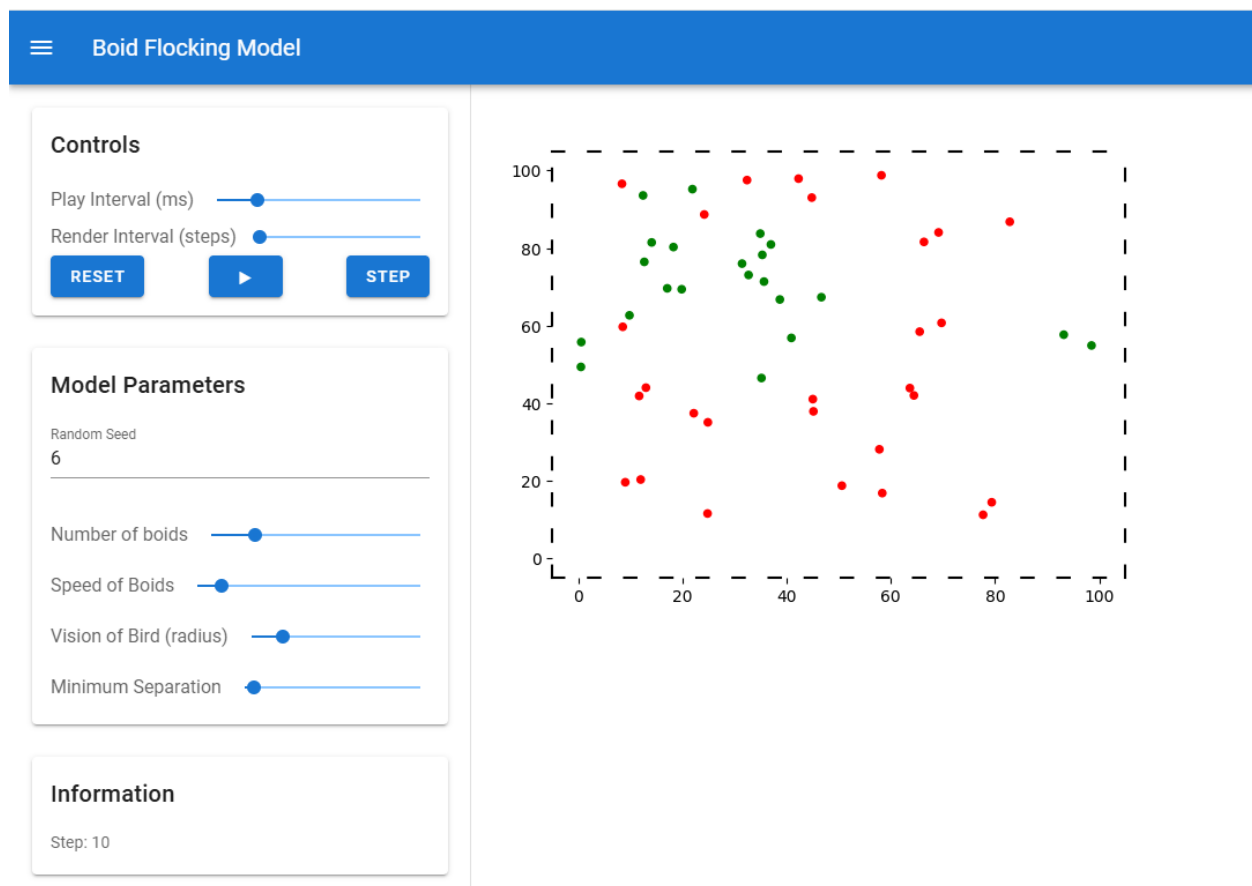 Boid Flocking Model
Controls
Play Interval (ms)
Render Interval (steps)
RESET
STEP
Model Parameters
Random Seed
6
Number of boids
Speed of Boids
Vision of Bird (radius)
Minimum Separation
Information
Step: 10
100
80
60
40
20
0
0 20 40 60 80 100